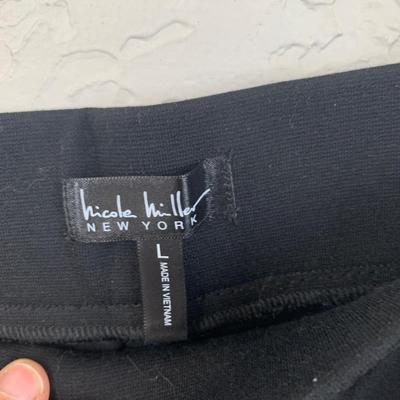 nicole miller
NEW YORK
L
MADE IN VIETNAM